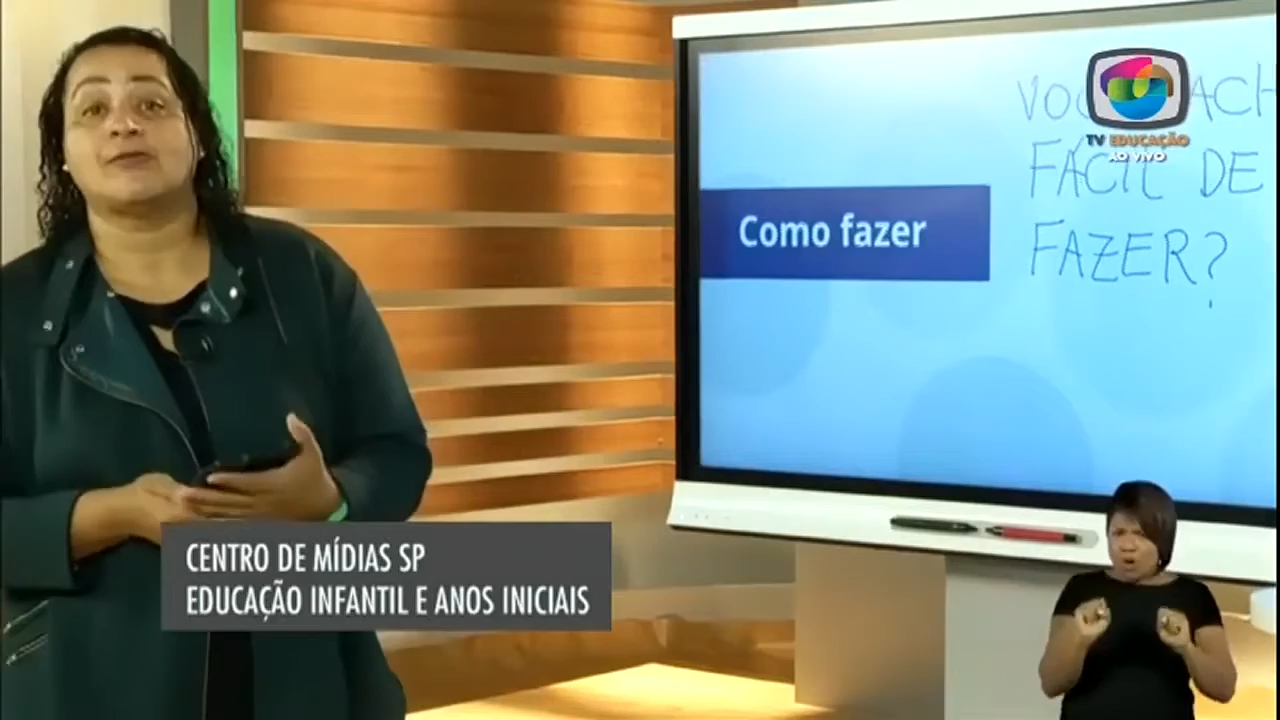 Como fazer
FÁCIL DE
FAZER?
TV EDUCAÇÃO
AO VIVO
CENTRO DE MÍDIAS SP
EDUCAÇÃO INFANTIL E ANOS INICIAIS